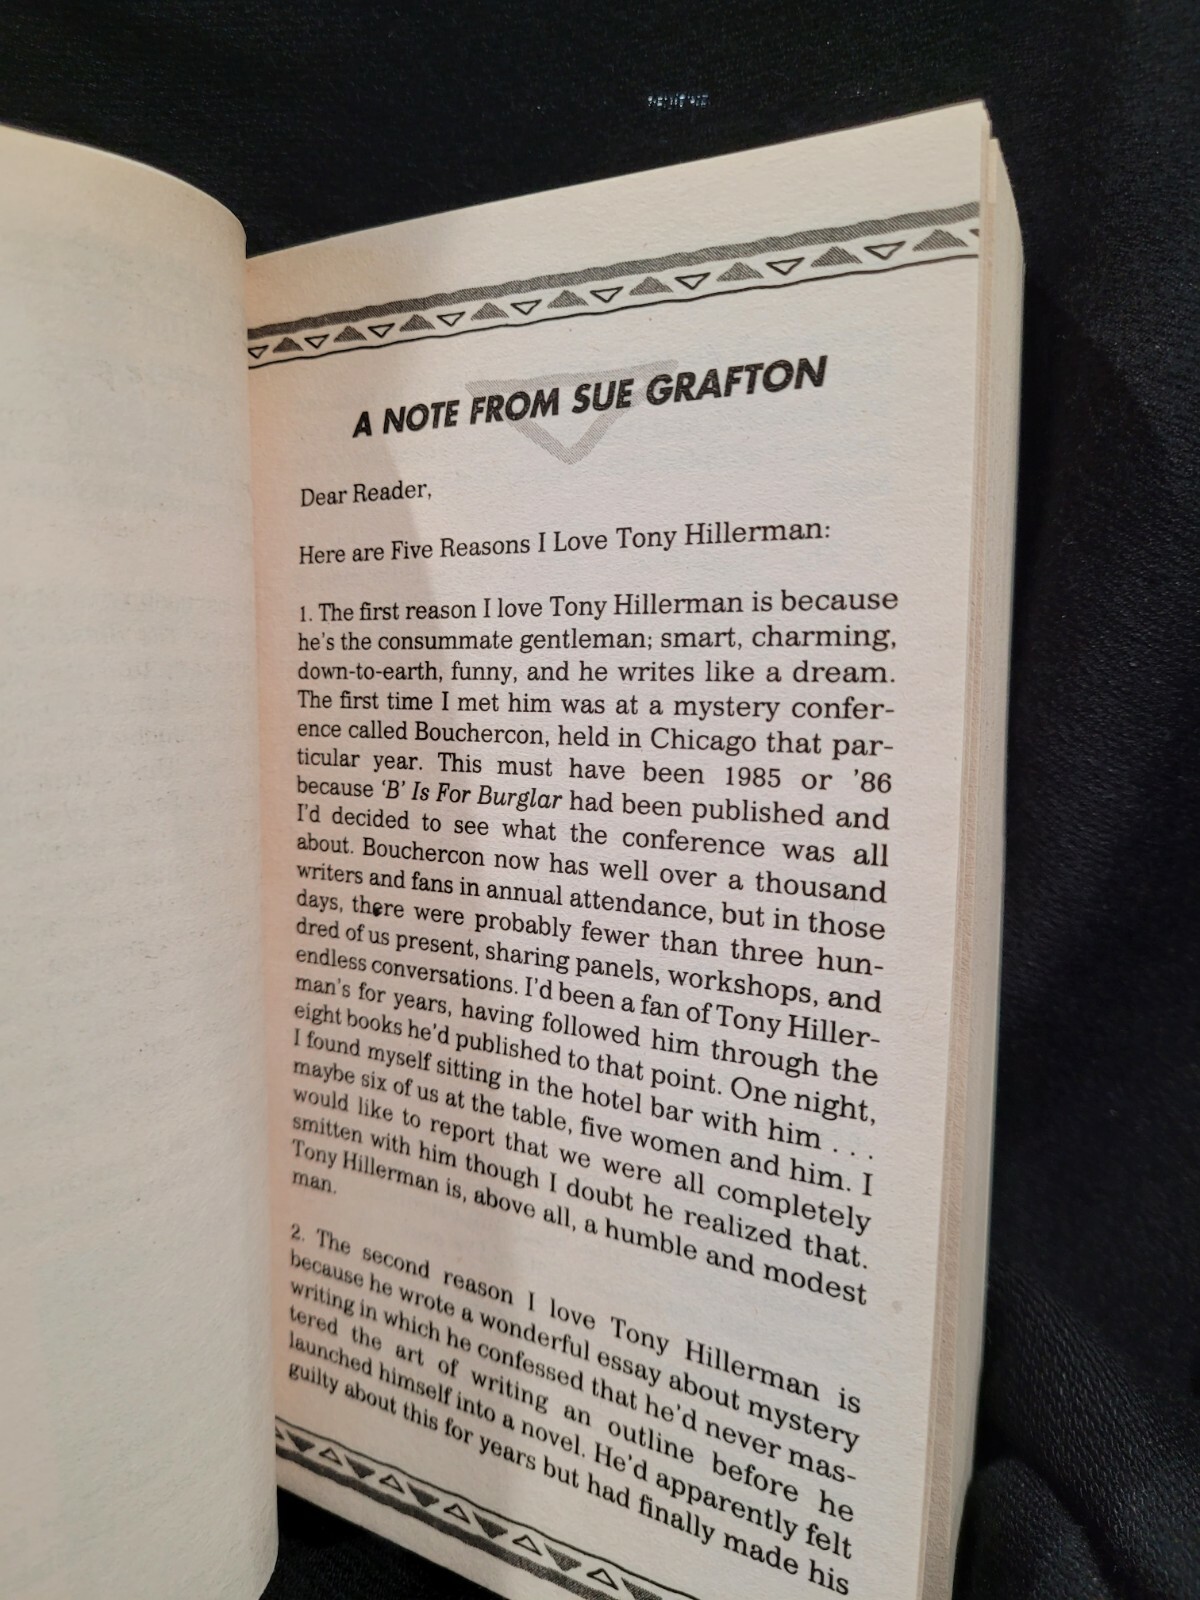 A NOTE FROM SUE GRAFTON
Dear Reader,
Here are Five Reasons I Love Tony Hillerman:
1. The first reason I love Tony Hillerman is because
he's the consummate gentleman; smart, charming,
down-to-earth, funny, and he writes like a dream.
The first time I met him was at a mystery confer-
ence called Bouchercon, held in Chicago that par-
ticular year. This must have been 1985 or '86
because 'B' Is For Burglar had been published and
I'd decided to see what the conference was all
about. Bouchercon now has well over a thousand
writers and fans in annual attendance, but in those
days, there were probably fewer than three hun-
dred of us present, sharing panels, workshops, and
endless conversations. I'd been a fan of Tony Hiller-
man's for years, having followed him through the
eight books he'd published to that point. One night,
I found myself sitting in the hotel bar with him . . .
maybe six of us at the table, five women and him. I
would like to report that we were all completely
smitten with him though I doubt he realized that.
Tony Hillerman is, above all, a humble and modest
man.
2. The second reason I love Tony Hillerman is
because he wrote a wonderful essay about mystery
writing in which he confessed that he'd never mas-
tered the art of writing an outline before he
launched himself into a novel. He'd apparently felt
guilty about this for years but had finally made his